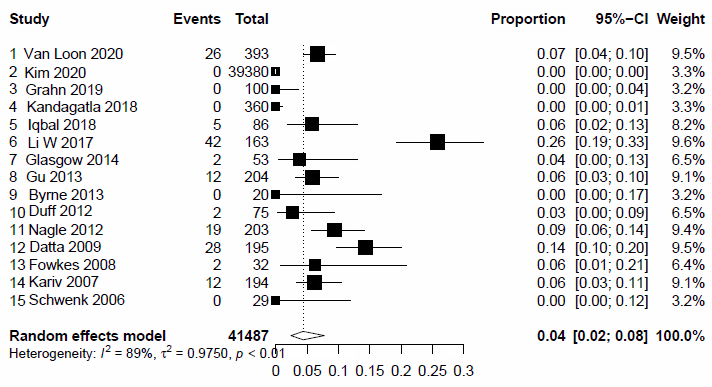 Study Events Total Proportion 95%−CI Weight
1 Van Loon 2020 26 393 0.07 [0.04; 0.10] 9.5%
2 Kim 2020 0 39380 0.00 [0.00; 0.00] 3.3%
3 Grahn 2019 0 100 0.00 [0.00; 0.04] 3.2%
4 Kandagatla 2018 0 360 0.00 [0.00; 0.01] 3.3%
5 Iqbal 2018 5 86 0.06 [0.02; 0.13] 8.2%
6 Li W 2017 42 163 0.26 [0.19; 0.33] 9.6%
7 Glasgow 2014 2 53 0.04 [0.00; 0.13] 6.5%
8 Gu 2013 12 204 0.06 [0.03; 0.10] 9.1%
9 Byrne 2013 0 20 0.00 [0.00; 0.17] 3.2%
10 Duff 2012 2 75 0.03 [0.00; 0.09] 6.5%
11 Nagle 2012 19 203 0.09 [0.06; 0.14] 9.3%
12 Datta 2009 28 195 0.14 [0.10; 0.20] 9.5%
13 Fowkes 2008 2 32 0.06 [0.01; 0.21] 6.4%
14 Kariv 2007 12 194 0.06 [0.03; 0.11] 9.1%
15 Schwenk 2006 0 29 0.00 [0.00; 0.12] 3.2%
Random effects model 41487 0.04 [0.02; 0.08] 100.0%
Heterogeneity: I² = 89%, τ² = 0.9750, p < 0.01
0 0.05 0.1 0.15 0.2 0.25 0.3